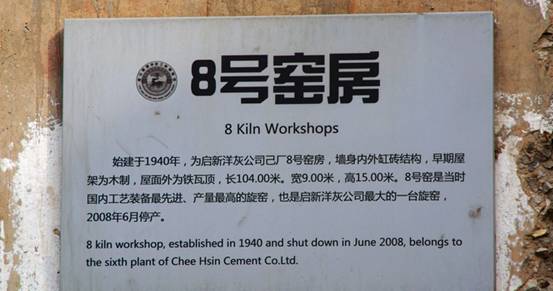 8号窑房
8 Kiln Workshops
始建于1940年，为启新洋灰公司己厂8号窑房，墙身内外缸砖结构，早期屋
架为木制，屋面外为铁瓦顶，长104.00米。宽9.00米，高15.00米。8号窑是当时
国内工艺装备最先进、产量最高的旋窑，也是启新洋灰公司最大的一台旋窑，
2008年6月停产。
8 kiln workshop, established in 1940 and shut down in June 2008, belongs to
the sixth plant of Chee Hsin Cement Co.Ltd.